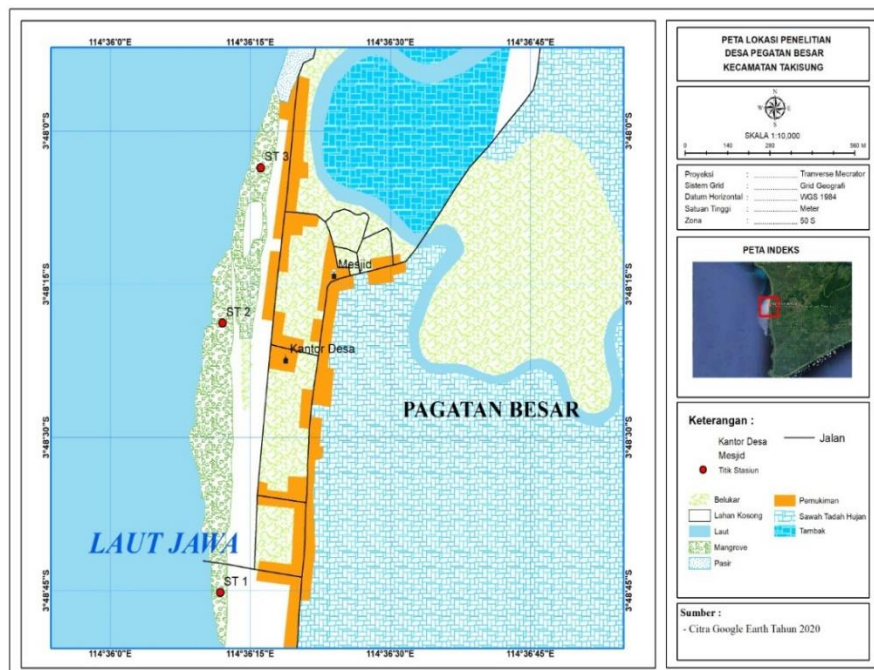 114°36'0"E 114°36'15"E 114°36'30"E 114°36'45"E
3°48'0"S 3°48'0"S
ST 3
Mesjid
3°48'15"S 3°48'15"S
ST 2
Kantor Desa
PAGATAN BESAR
3°48'30"S 3°48'30"S
LAUT JAWA
ST 1
3°48'45"S 3°48'45"S
114°36'0"E 114°36'15"E 114°36'30"E 114°36'45"E
PETA LOKASI PENELITIAN
DESA PEGATAN BESAR
KECAMATAN TAKISUNG
N
W E
S
SKALA 1:10,000
0 140 280 560 M
Proyeksi : ............ Tranverse Mecrator
Sistem Grid : ............ Grid Geografi
Datum Horizontal : ............ WGS 1984
Satuan Tinggi : ............ Meter
Zona : ............ 50 S
PETA INDEKS
Keterangan :
Kantor Desa Jalan
Mesjid
Titik Stasiun
Belukar Pemukiman
Lahan Kosong Sawah Tadah Hujan
Laut Tambak
Mangrove
Pasir
Sumber :
- Citra Google Earth Tahun 2020